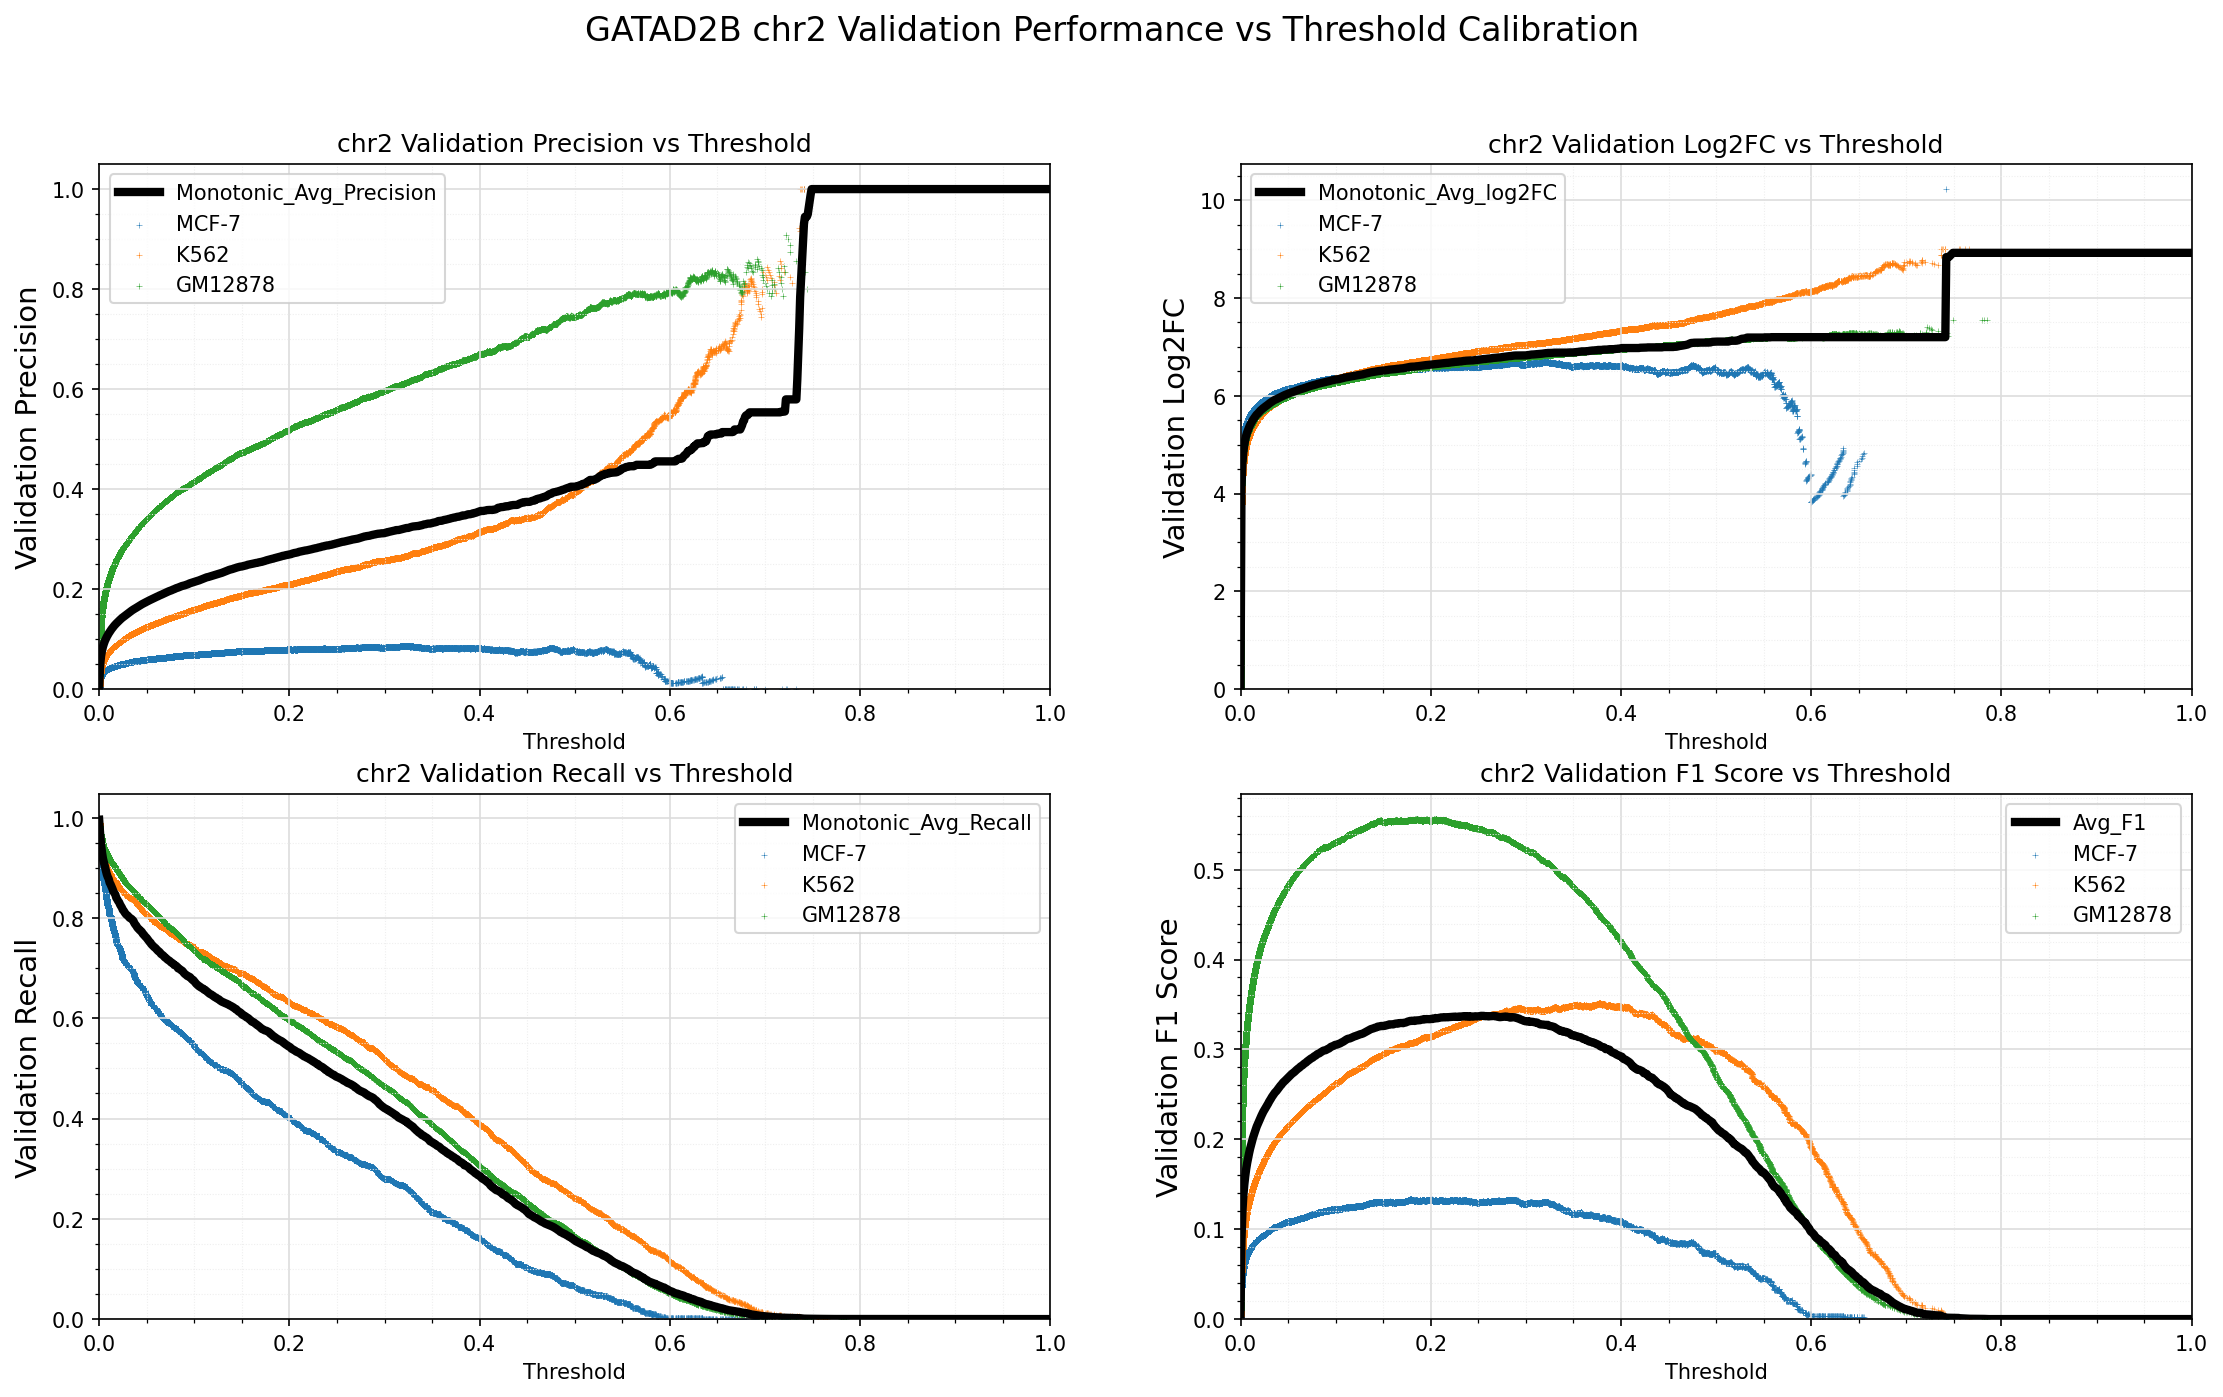 GATAD2B chr2 Validation Performance vs Threshold Calibration
chr2 Validation Precision vs Threshold
Validation Precision
1.0
0.8
0.6
0.4
0.2
0.0
Monotonic_Avg_Precision
MCF-7
K562
GM12878
0.0 0.2 0.4 0.6 0.8 1.0
Threshold
chr2 Validation Log2FC vs Threshold
Validation Log2FC
10
8
6
4
2
0
Monotonic_Avg_log2FC
MCF-7
K562
GM12878
0.0 0.2 0.4 0.6 0.8 1.0
Threshold
chr2 Validation Recall vs Threshold
Validation Recall
1.0
0.8
0.6
0.4
0.2
0.0
Monotonic_Avg_Recall
MCF-7
K562
GM12878
0.0 0.2 0.4 0.6 0.8 1.0
Threshold
chr2 Validation F1 Score vs Threshold
Validation F1 Score
0.5
0.4
0.3
0.2
0.1
0.0
Avg_F1
MCF-7
K562
GM12878
0.0 0.2 0.4 0.6 0.8 1.0
Threshold